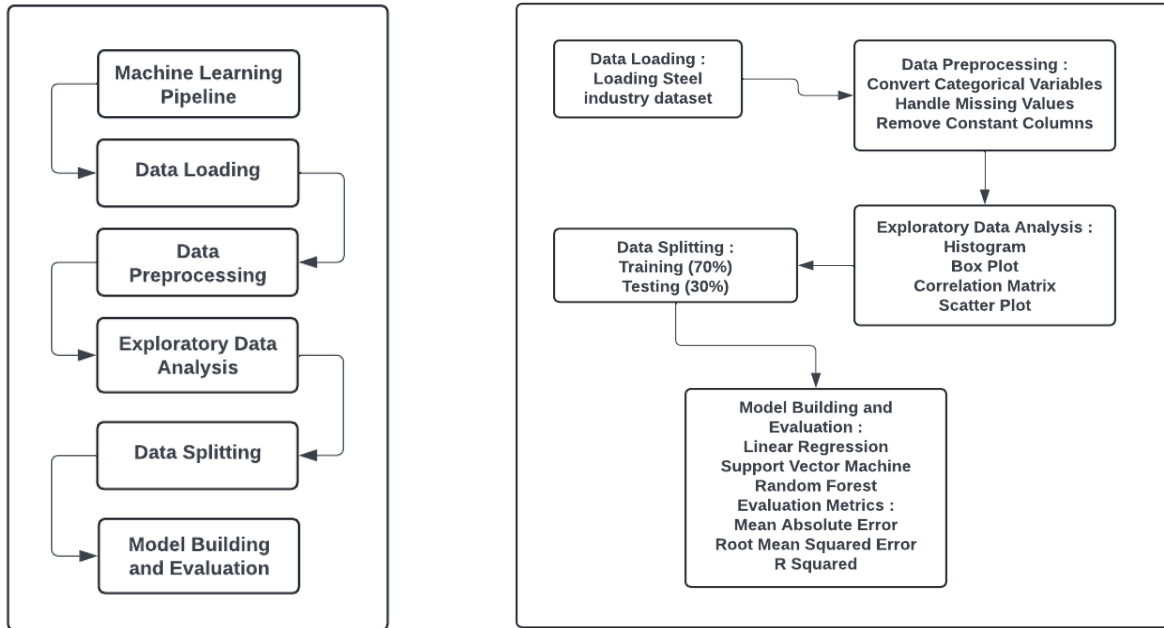 Machine Learning
Pipeline
Data Loading
Data
Preprocessing
Exploratory Data
Analysis
Data Splitting
Model Building
and Evaluation
Data Loading :
Loading Steel
industry dataset
Data Preprocessing :
Convert Categorical Variables
Handle Missing Values
Remove Constant Columns
Exploratory Data Analysis :
Histogram
Box Plot
Correlation Matrix
Scatter Plot
Data Splitting :
Training (70%)
Testing (30%)
Model Building and
Evaluation :
Linear Regression
Support Vector Machine
Random Forest
Evaluation Metrics :
Mean Absolute Error
Root Mean Squared Error
R Squared